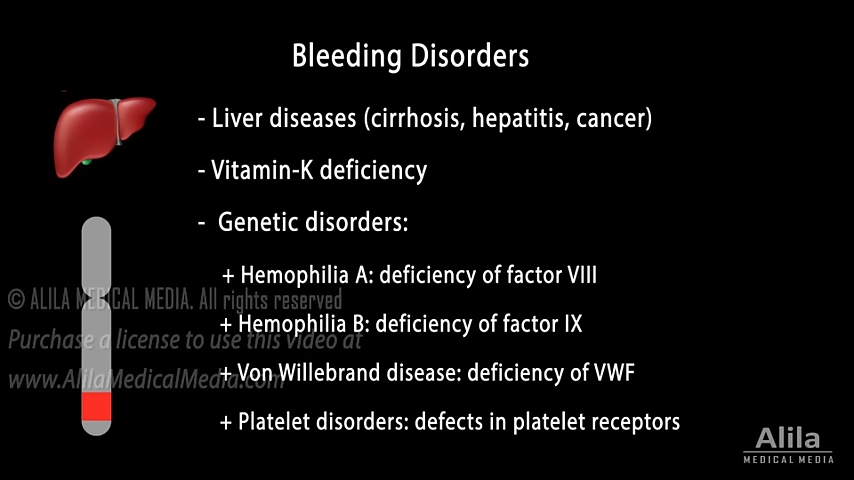 Bleeding Disorders
- Liver diseases (cirrhosis, hepatitis, cancer)
- Vitamin-K deficiency
- Genetic disorders:
+ Hemophilia A: deficiency of factor VIII
© ALILA MEDICAL MEDIA. All rights reserved
+ Hemophilia B: deficiency of factor IX
Purchase a license to use this video at
+ Von Willebrand disease: deficiency of VWF
www.AlilaMedicalMedia.com
+ Platelet disorders: defects in platelet receptors
Alila
MEDICAL MEDIA